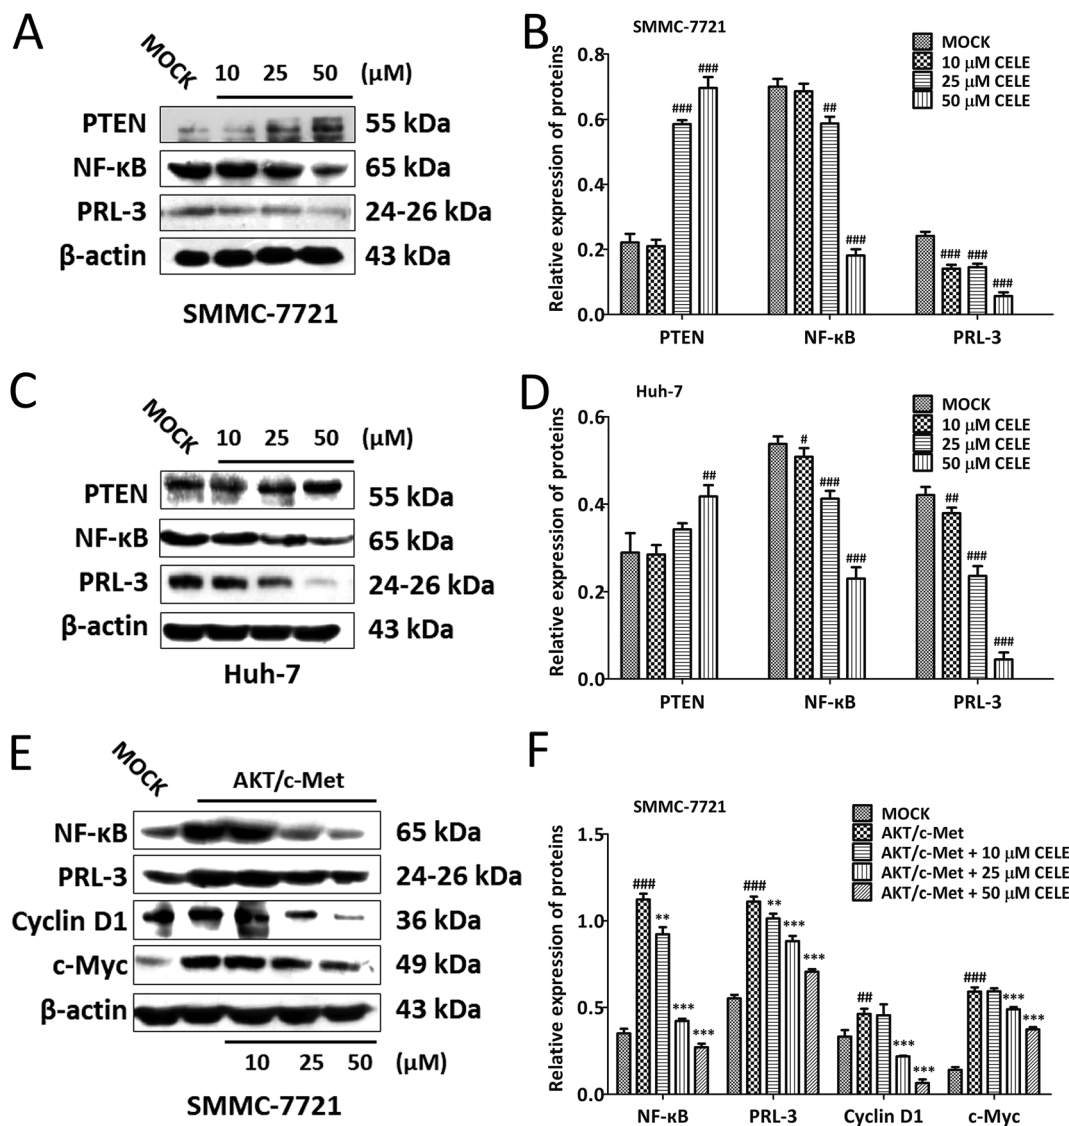 A
MOCK
10 25 50 (μM)
PTEN 55 kDa
NF-κB 65 kDa
PRL-3 24-26 kDa
β-actin 43 kDa
SMMC-7721
B
SMMC-7721
MOCK
10 μM CELE
25 μM CELE
50 μM CELE
Relative expression of proteins
0.8
0.6
0.4
0.2
0.0
### ###
## ###
### ### ###
PTEN NF-κB PRL-3
C
MOCK
10 25 50 (μM)
PTEN 55 kDa
NF-κB 65 kDa
PRL-3 24-26 kDa
β-actin 43 kDa
Huh-7
D
Huh-7
MOCK
10 μM CELE
25 μM CELE
50 μM CELE
Relative expression of proteins
0.6
0.4
0.2
0.0
##
# ### ###
## ### ###
PTEN NF-κB PRL-3
E
MOCK
AKT/c-Met
NF-κB 65 kDa
PRL-3 24-26 kDa
Cyclin D1 36 kDa
c-Myc 49 kDa
β-actin 43 kDa
10 25 50 (μM)
SMMC-7721
F
SMMC-7721
MOCK
AKT/c-Met
AKT/c-Met + 10 μM CELE
AKT/c-Met + 25 μM CELE
AKT/c-Met + 50 μM CELE
Relative expression of proteins
1.5
1.0
0.5
0.0
### ** *** ***
### ** *** ***
## *** ***
### *** ***
NF-κB PRL-3 Cyclin D1 c-Myc